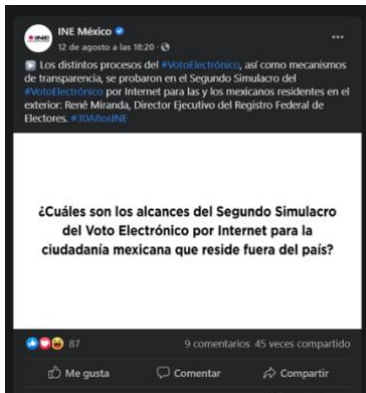 INE México
12 de agosto a las 18:20 ·
Los distintos procesos del #VotoElectrónico, así como mecanismos
de transparencia, se probaron en el Segundo Simulacro del
#VotoElectrónico por Internet para las y los mexicanos residentes en el
exterior: René Miranda, Director Ejecutivo del Registro Federal de
Electores. #30AñosINE
¿Cuáles son los alcances del Segundo Simulacro
del Voto Electrónico por Internet para la
ciudadanía mexicana que reside fuera del país?
87 9 comentarios 45 veces compartido
Me gusta Comentar Compartir